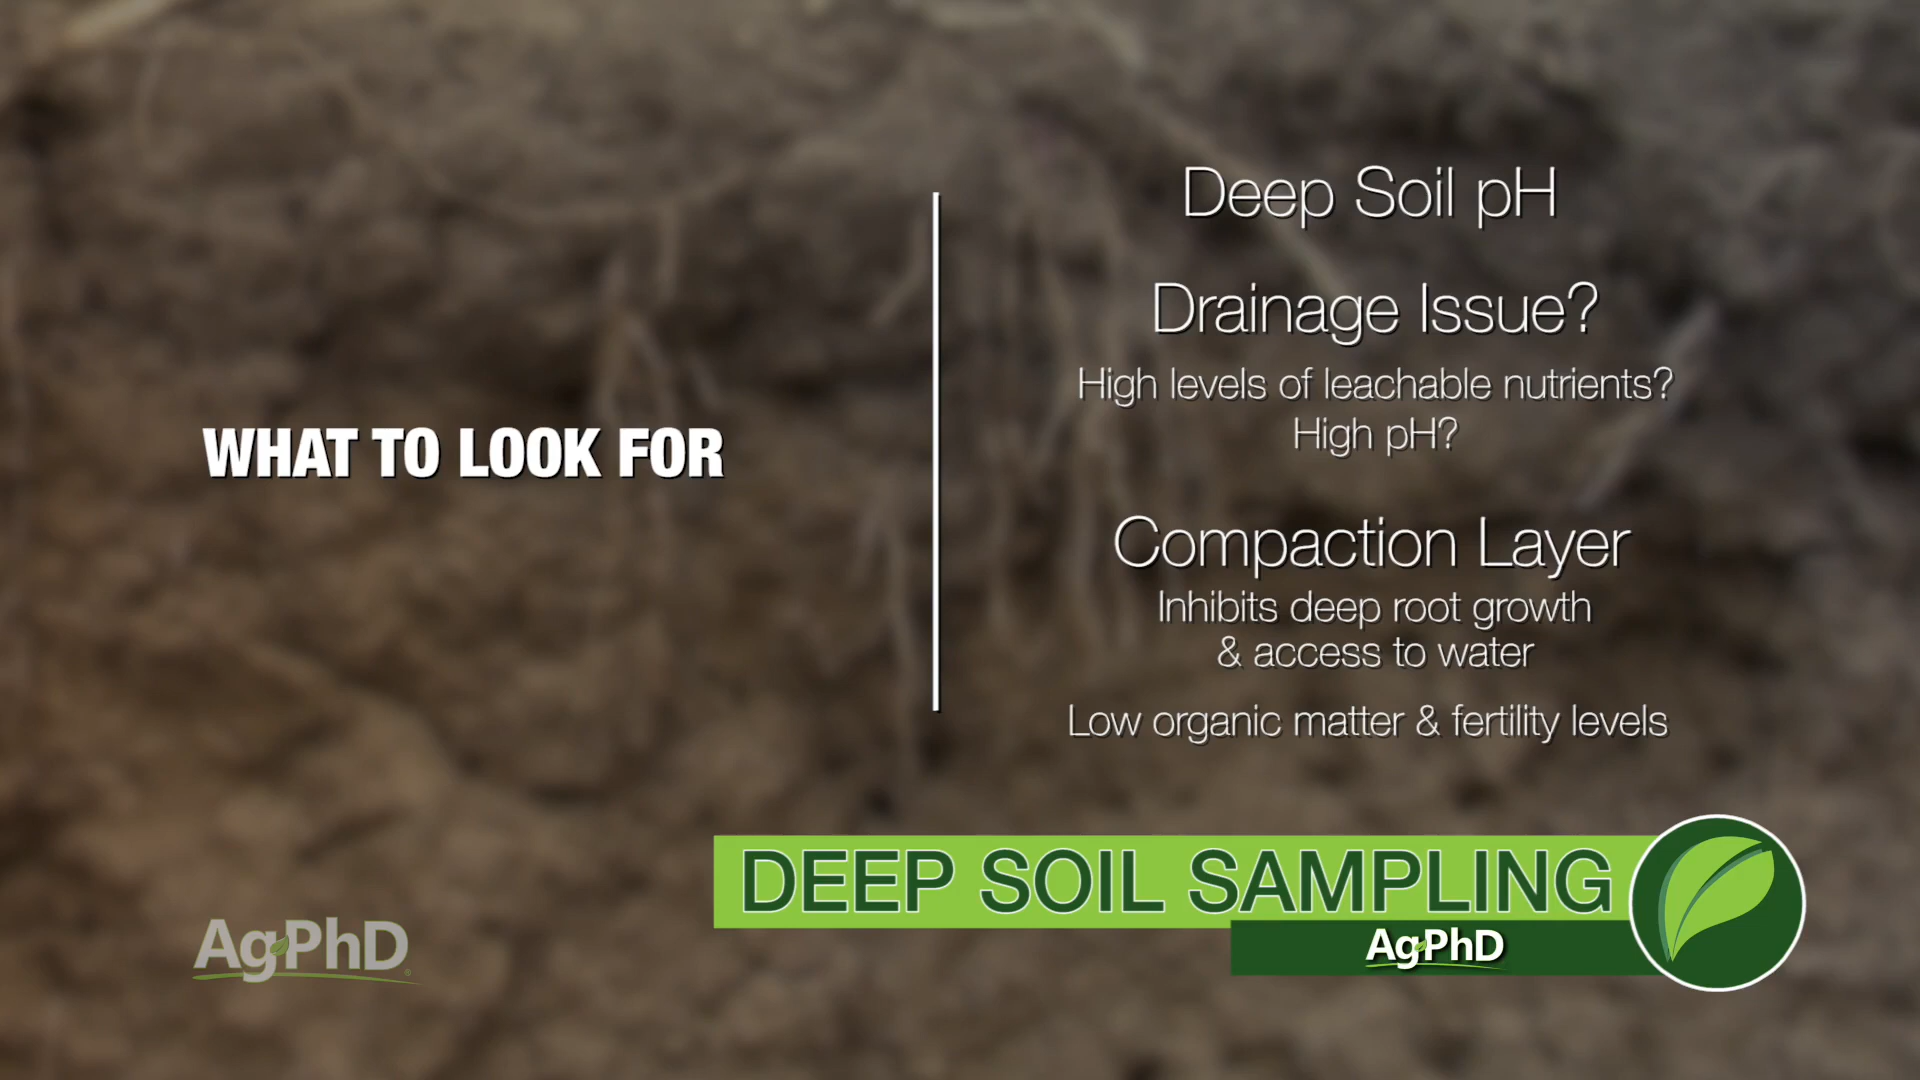 WHAT TO LOOK FOR
Deep Soil pH
Drainage Issue?
High levels of leachable nutrients?
High pH?
Compaction Layer
Inhibits deep root growth
& access to water
Low organic matter & fertility levels
DEEP SOIL SAMPLING
AgPhD
AgPhD